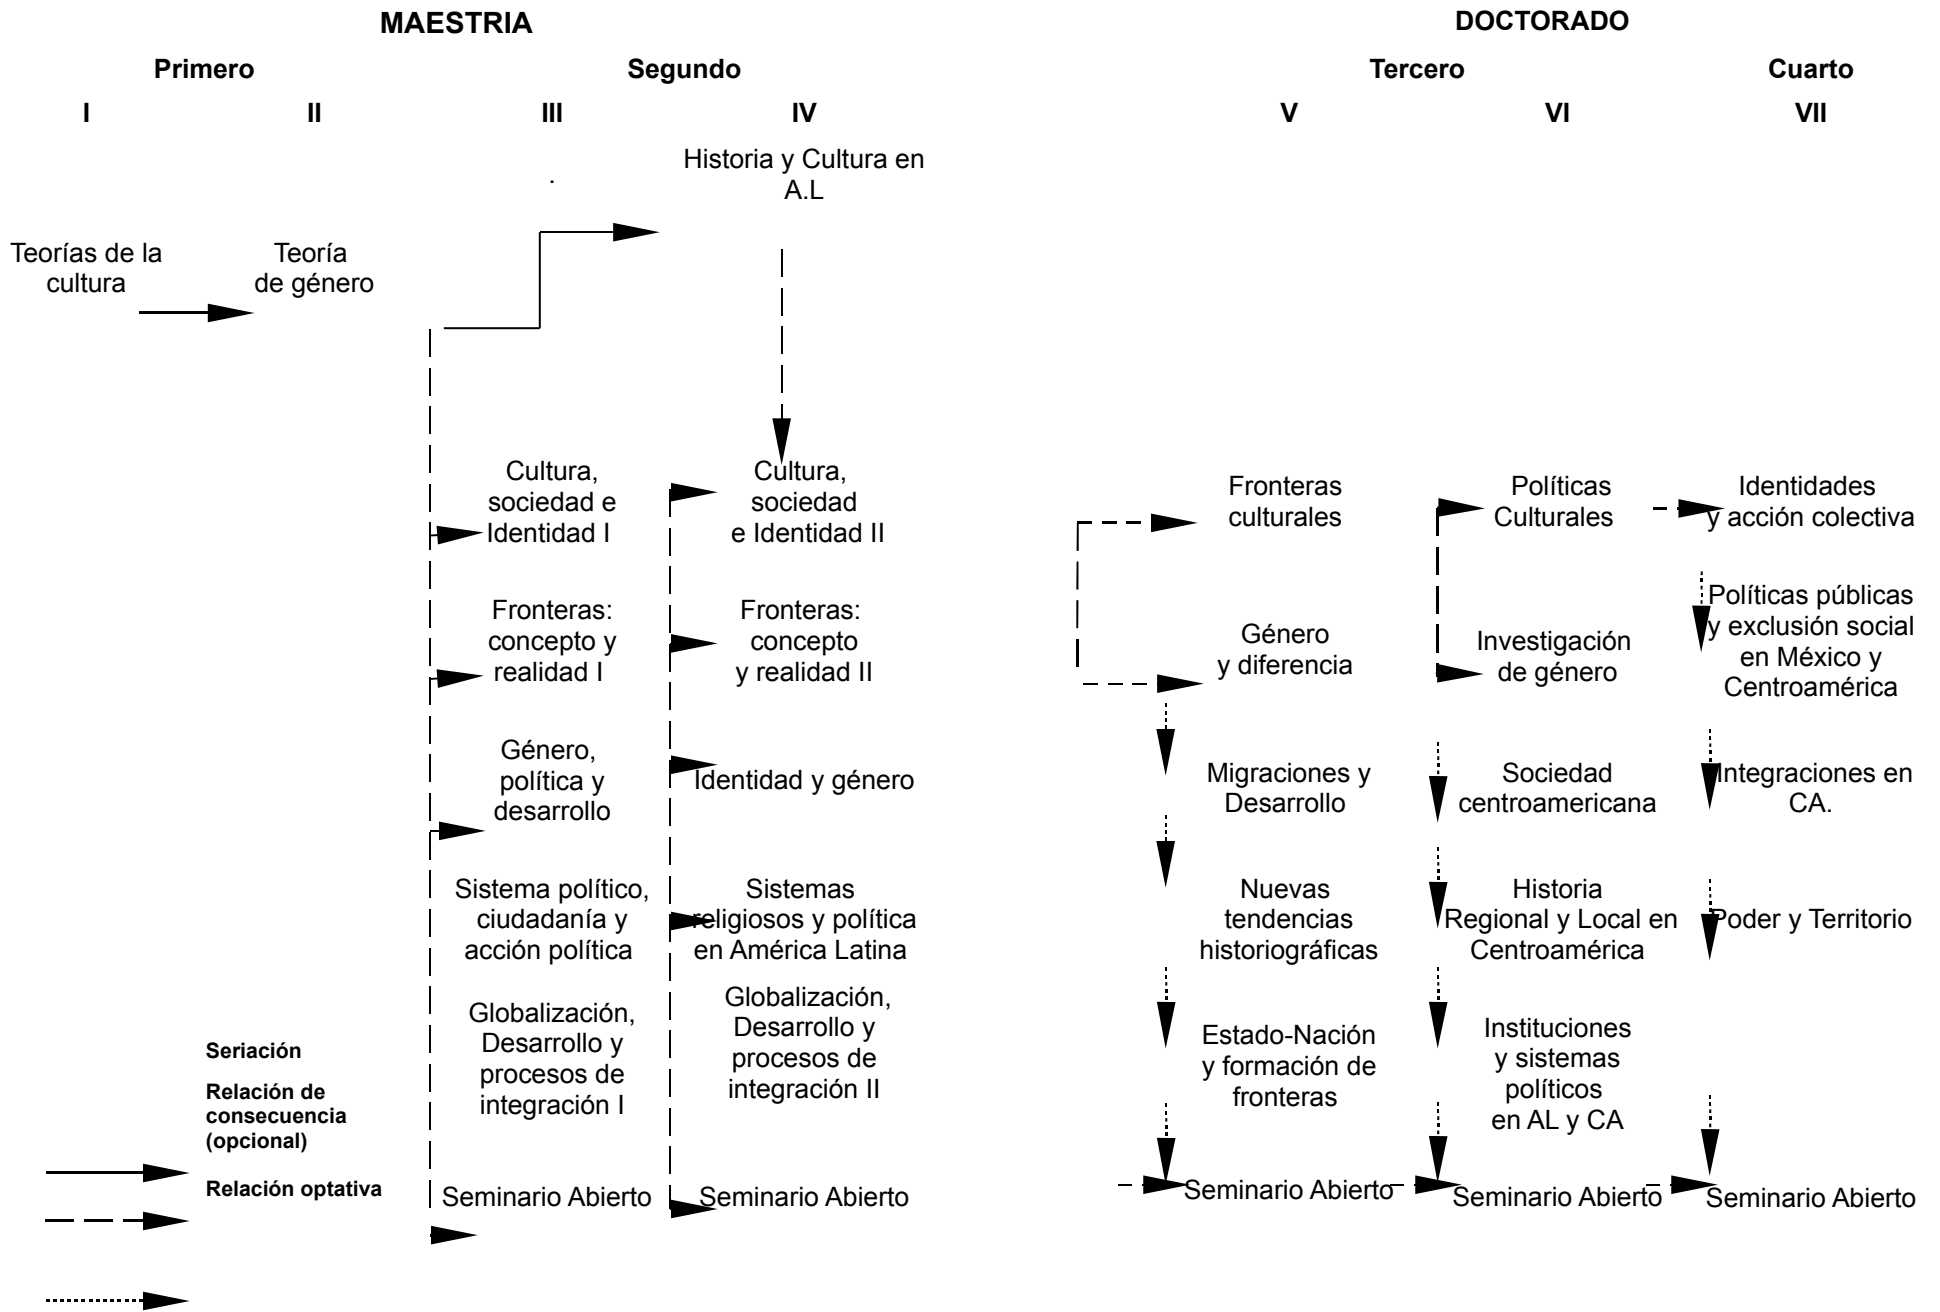 MAESTRIA
DOCTORADO
Primero
Segundo
Tercero
Cuarto
I
II
III
IV
V
VI
VII
Historia y Cultura en
A.L
.
Teorías de la
cultura
Teoría
de género
Cultura,
sociedad e
Identidad I
Cultura,
sociedad
e Identidad II
Fronteras
culturales
Políticas
Culturales
Identidades
y acción colectiva
Fronteras:
concepto y
realidad I
Fronteras:
concepto
y realidad II
Género
y diferencia
Investigación
de género
Políticas públicas
y exclusión social
en México y
Centroamérica
Género,
política y
desarrollo
Identidad y género
Migraciones y
Desarrollo
Sociedad
centroamericana
Integraciones en
CA.
Sistema político,
ciudadanía y
acción política
Sistemas
religiosos y política
en América Latina
Nuevas
tendencias
historiográficas
Historia
Regional y Local en
Centroamérica
Poder y Territorio
Globalización,
Desarrollo y
procesos de
integración I
Globalización,
Desarrollo y
procesos de
integración II
Estado-Nación
y formación de
fronteras
Instituciones
y sistemas
políticos
en AL y CA
Seriación
Relación de
consecuencia
(opcional)
Relación optativa
Seminario Abierto
Seminario Abierto
Seminario Abierto
Seminario Abierto
Seminario Abierto